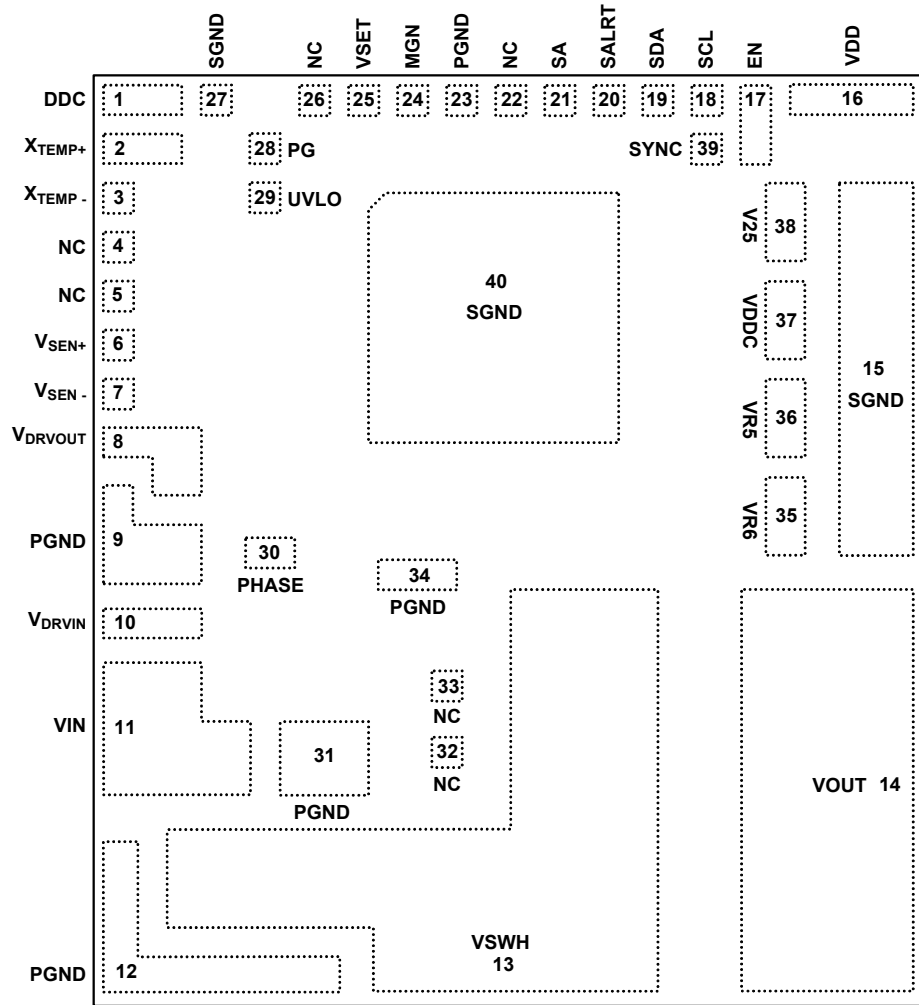 SGND
NC
VSET
MGN
PGND
NC
SA
SALRT
SDA
SCL
EN
VDD
DDC 1 27 26 25 24 23 22 21 20 19 18 17 16
XTEMP+ 2 28 PG SYNC 39
XTEMP - 3 29 UVLO
V25 38
NC 4
40
SGND
NC 5
VDDC 37
VSEN+ 6
15
SGND
VSEN - 7
VR5 36
VDRVOUT 8
VR6 35
PGND 9
30
PHASE
34
PGND
VDRVIN 10
33
NC
VIN 11
31
PGND
32
NC
VOUT 14
VSWH
13
PGND 12